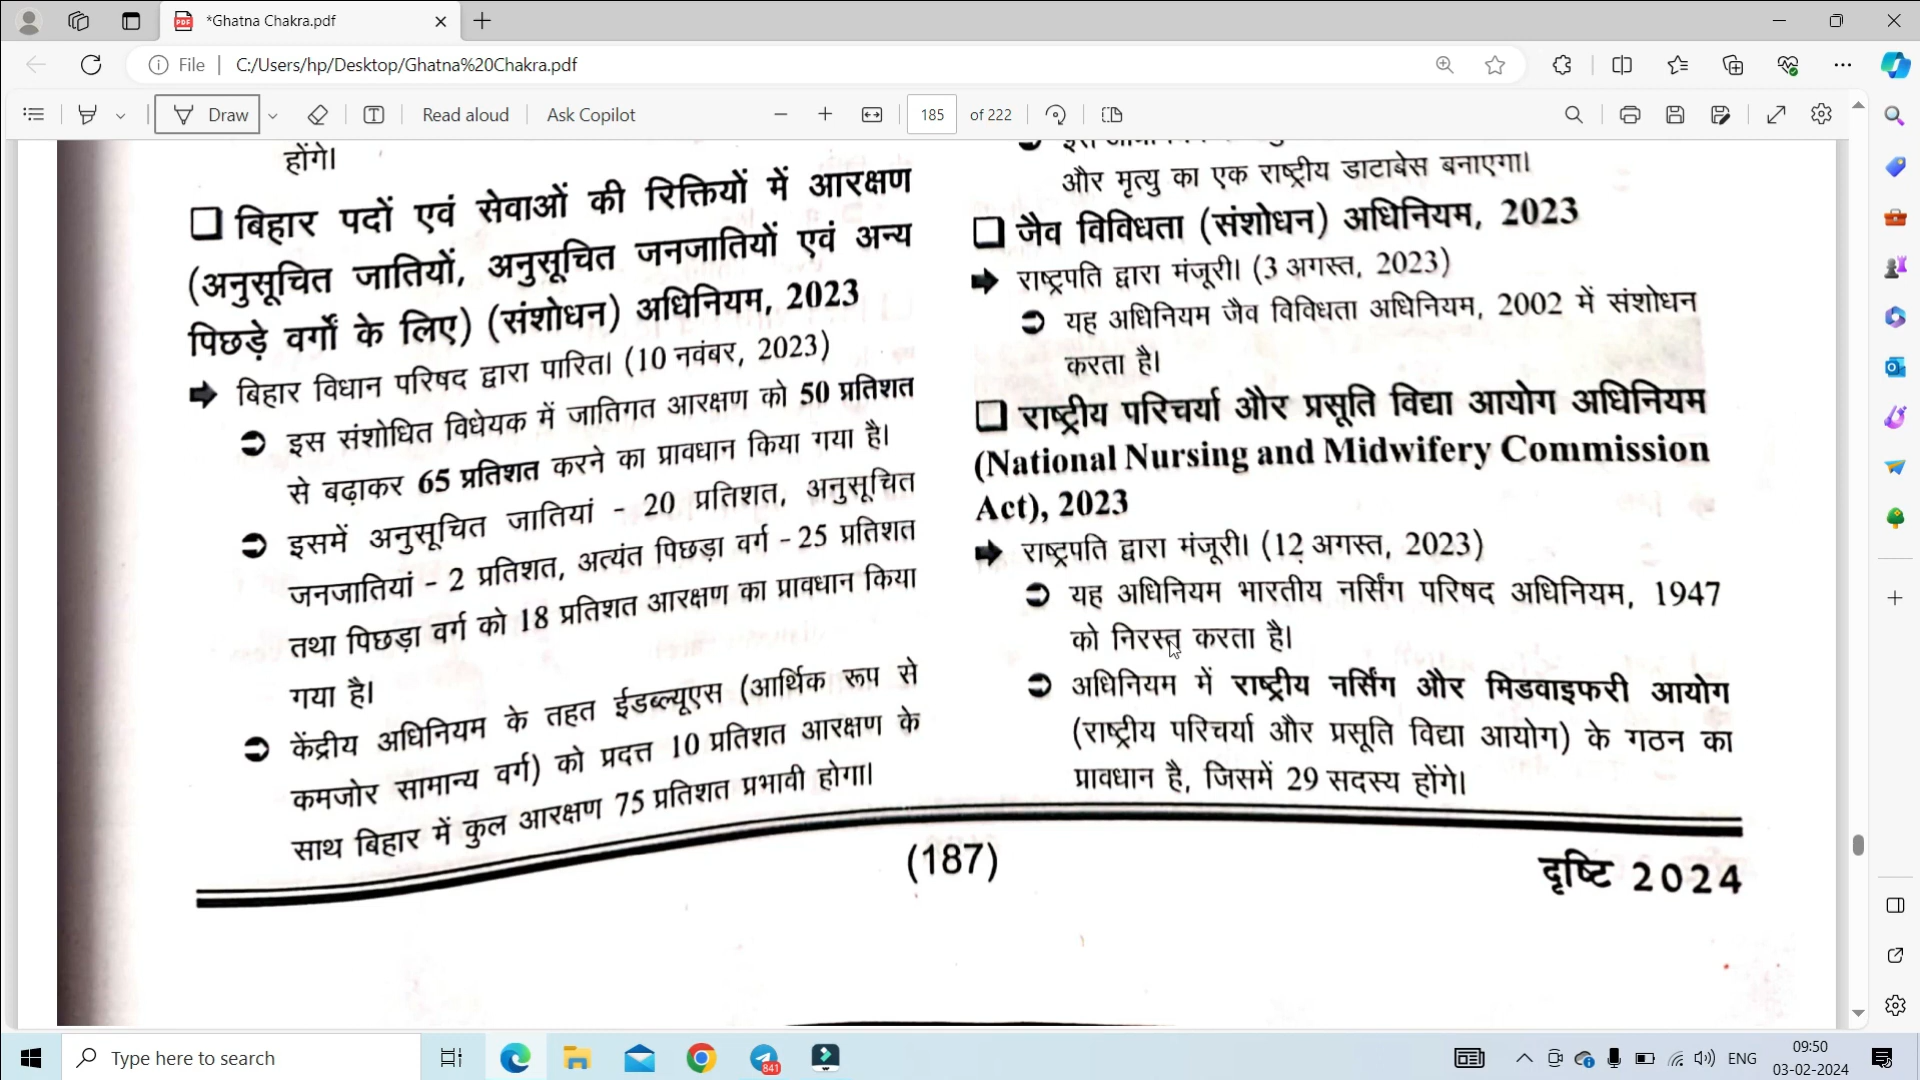 *Ghatna Chakra.pdf
File
C:/Users/hp/Desktop/Ghatna%20Chakra.pdf
Draw
Read aloud
Ask Copilot
185
of 222
होंगे।
❑ बिहार पदों एवं सेवाओं की रिक्तियों में आरक्षण
(अनुसूचित जातियों, अनुसूचित जनजातियों एवं अन्य
पिछड़े वर्गों के लिए) (संशोधन) अधिनियम, 2023
बिहार विधान परिषद द्वारा पारित। (10 नवंबर, 2023)
इस संशोधित विधेयक में जातिगत आरक्षण को 50 प्रतिशत
से बढ़ाकर 65 प्रतिशत करने का प्रावधान किया गया है।
इसमें अनुसूचित जातियां - 20 प्रतिशत, अनुसूचित
जनजातियां - 2 प्रतिशत, अत्यंत पिछड़ा वर्ग - 25 प्रतिशत
तथा पिछड़ा वर्ग को 18 प्रतिशत आरक्षण का प्रावधान किया
गया है।
केंद्रीय अधिनियम के तहत ईडब्ल्यूएस (आर्थिक रूप से
कमजोर सामान्य वर्ग) को प्रदत्त 10 प्रतिशत आरक्षण के
साथ बिहार में कुल आरक्षण 75 प्रतिशत प्रभावी होगा।
और मृत्यु का एक राष्ट्रीय डाटाबेस बनाएगा।
❑ जैव विविधता (संशोधन) अधिनियम, 2023
राष्ट्रपति द्वारा मंजूरी। (3 अगस्त, 2023)
यह अधिनियम जैव विविधता अधिनियम, 2002 में संशोधन
करता है।
❑ राष्ट्रीय परिचर्या और प्रसूति विद्या आयोग अधिनियम
(National Nursing and Midwifery Commission
Act), 2023
राष्ट्रपति द्वारा मंजूरी। (12 अगस्त, 2023)
यह अधिनियम भारतीय नर्सिंग परिषद अधिनियम, 1947
को निरस्त करता है।
अधिनियम में राष्ट्रीय नर्सिंग और मिडवाइफरी आयोग
(राष्ट्रीय परिचर्या और प्रसूति विद्या आयोग) के गठन का
प्रावधान है, जिसमें 29 सदस्य होंगे।
(187)
दृष्टि 2024
Type here to search
841
ENG
09:50
03-02-2024